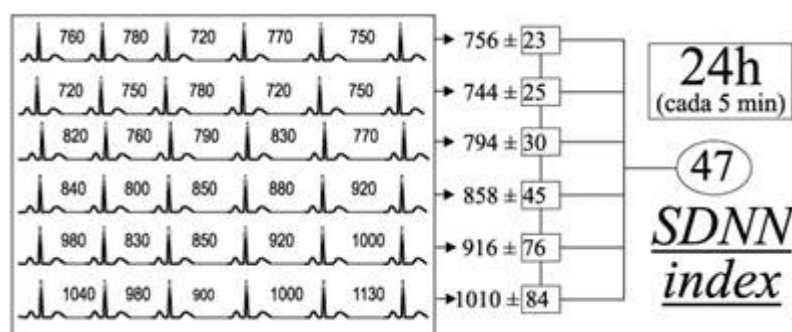 760 780 720 770 750 756 ± 23
720 750 780 720 750 744 ± 25
820 760 790 830 770 794 ± 30
840 800 850 880 920 858 ± 45
980 830 850 920 1000 916 ± 76
1040 980 900 1000 1130 1010 ± 84
24h
(cada 5 min)
47
SDNN
index